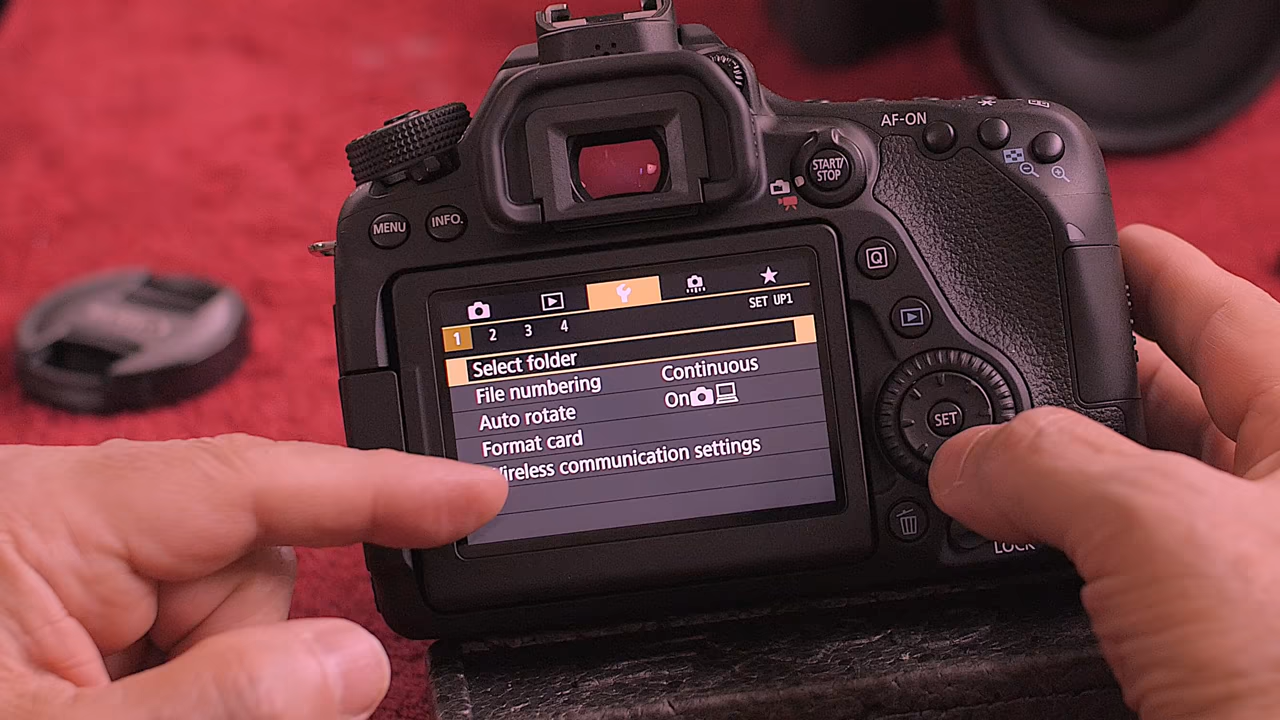 AF-ON
START/
STOP
MENU
INFO.
Q
SET UP1
1 2 3 4
Select folder
File numbering Continuous
Auto rotate On
Format card
Wireless communication settings
SET
LOCK